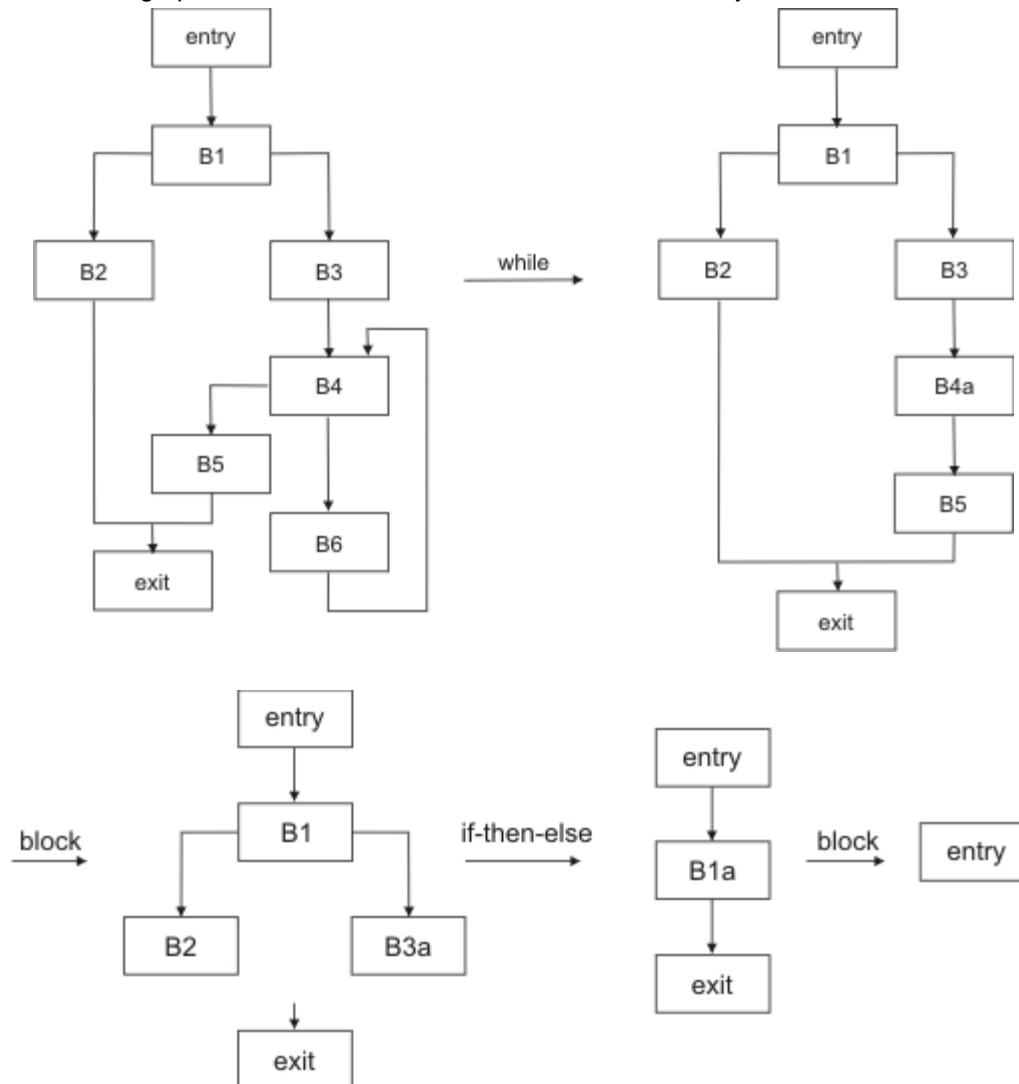 entry
B1
B2
B3
B4
B5
B6
exit
while
entry
B1
B2
B3
B4a
B5
exit
block
entry
B1
B2
B3a
exit
if-then-else
entry
B1a
exit
block
entry